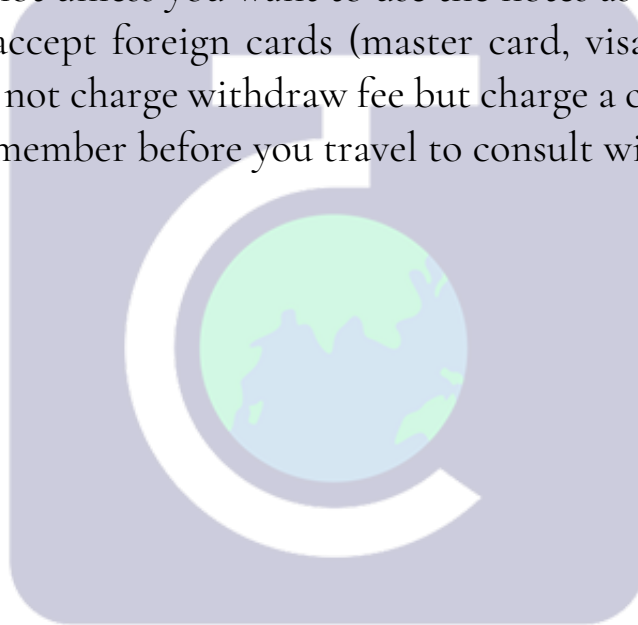 not unless you want to use the notes as
accept foreign cards (master card, visa
not charge withdraw fee but charge a
member before you travel to consult